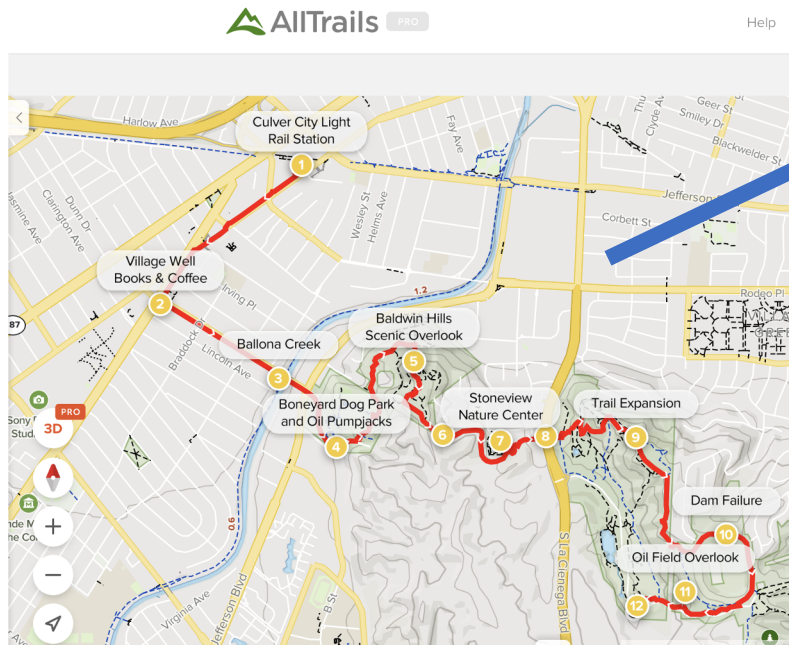 AllTrails PRO
Help
Harlow Ave
Culver City Light
Rail Station
1
Fay Ave
Clyde Av
Geer St
Smiley Dr
Blackwelder St
Wesley St
Helms Ave
Jefferson
Corbett St
Dunn Dr
Clarington Ave
asmine Ave
Village Well
Books & Coffee
2
Irving Pl
1.2
Rodeo Pl
87
Braddock Dr
Lincoln Ave
Ballona Creek
3
Baldwin Hills
Scenic Overlook
5
Boneyard Dog Park
and Oil Pumpjacks
4
6
Stoneview
Nature Center
7
8
Trail Expansion
9
PRO
3D
Sony
Stud
Dam Failure
10
Oil Field Overlook
11
12
0.6
S La Cienega Blvd
Virginia Ave
Jefferson Blvd
B St